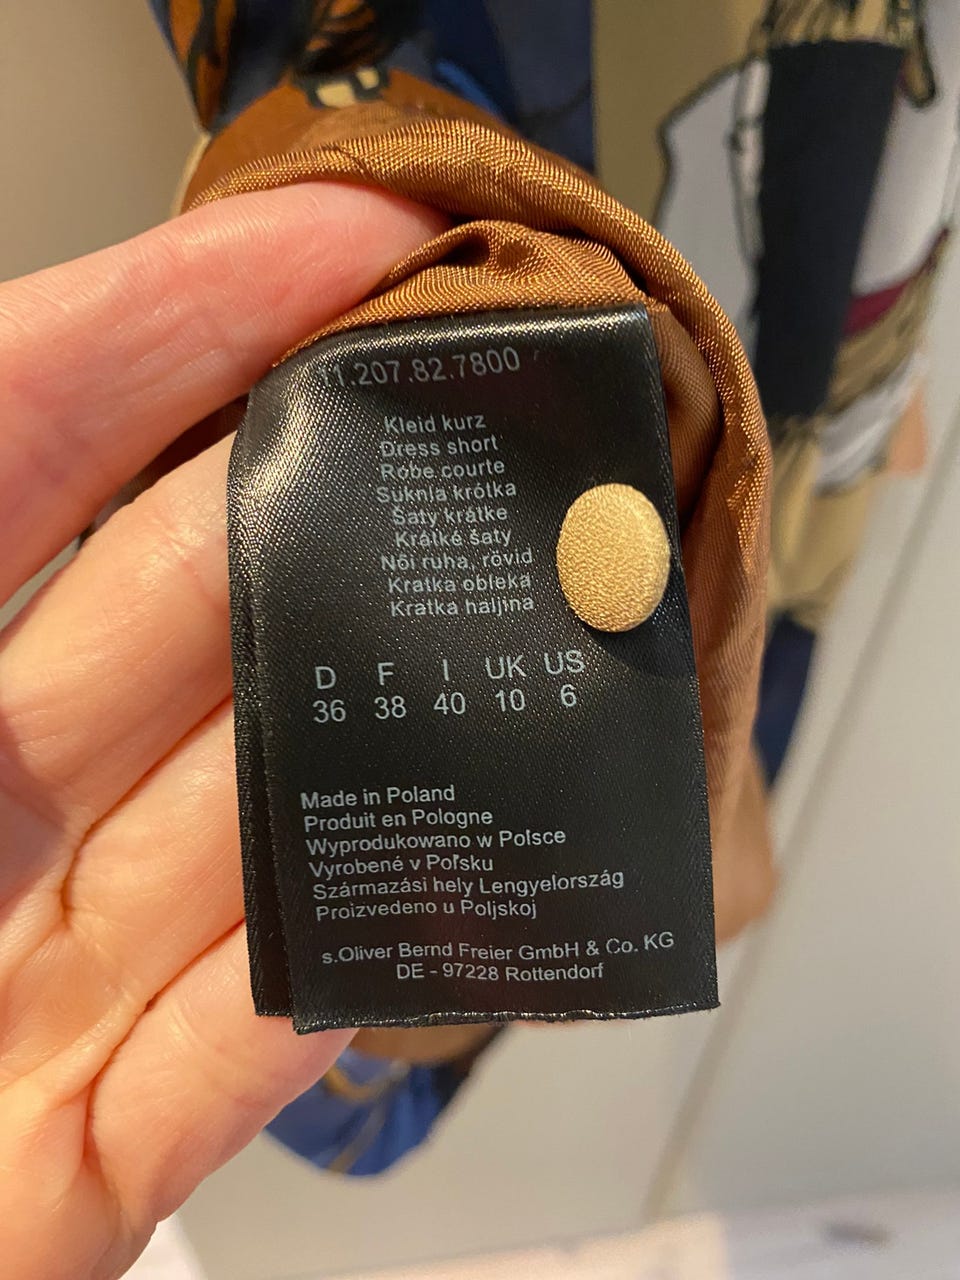 11.207.82.7800
Kleid kurz
Dress short
Robe courte
Suknia krótka
Šaty krátke
Krátké šaty
Női ruha, rövid
Kratka obleka
Kratka haljina
D F I UK US
36 38 40 10 6
Made in Poland
Produit en Pologne
Wyprodukowano w Polsce
Vyrobené v Poľsku
Származási hely Lengyelország
Proizvedeno u Poljskoj
s.Oliver Bernd Freier GmbH & Co. KG
DE - 97228 Rottendorf